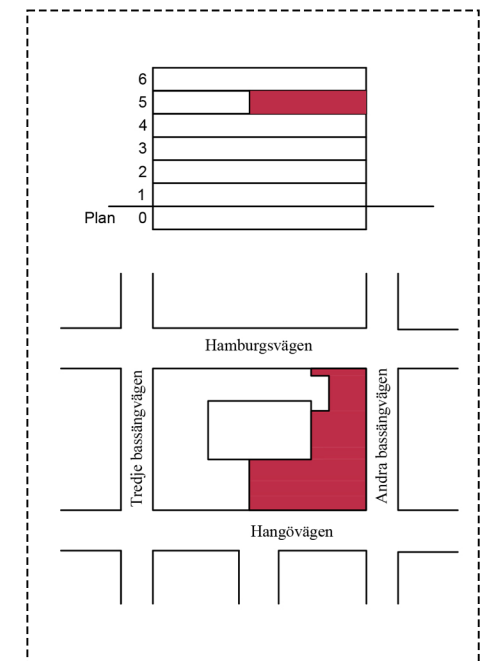 6
5
4
3
2
1
Plan 0
Hamburgsvägen
Tredje bassängvägen
Andra bassängvägen
Hangövägen